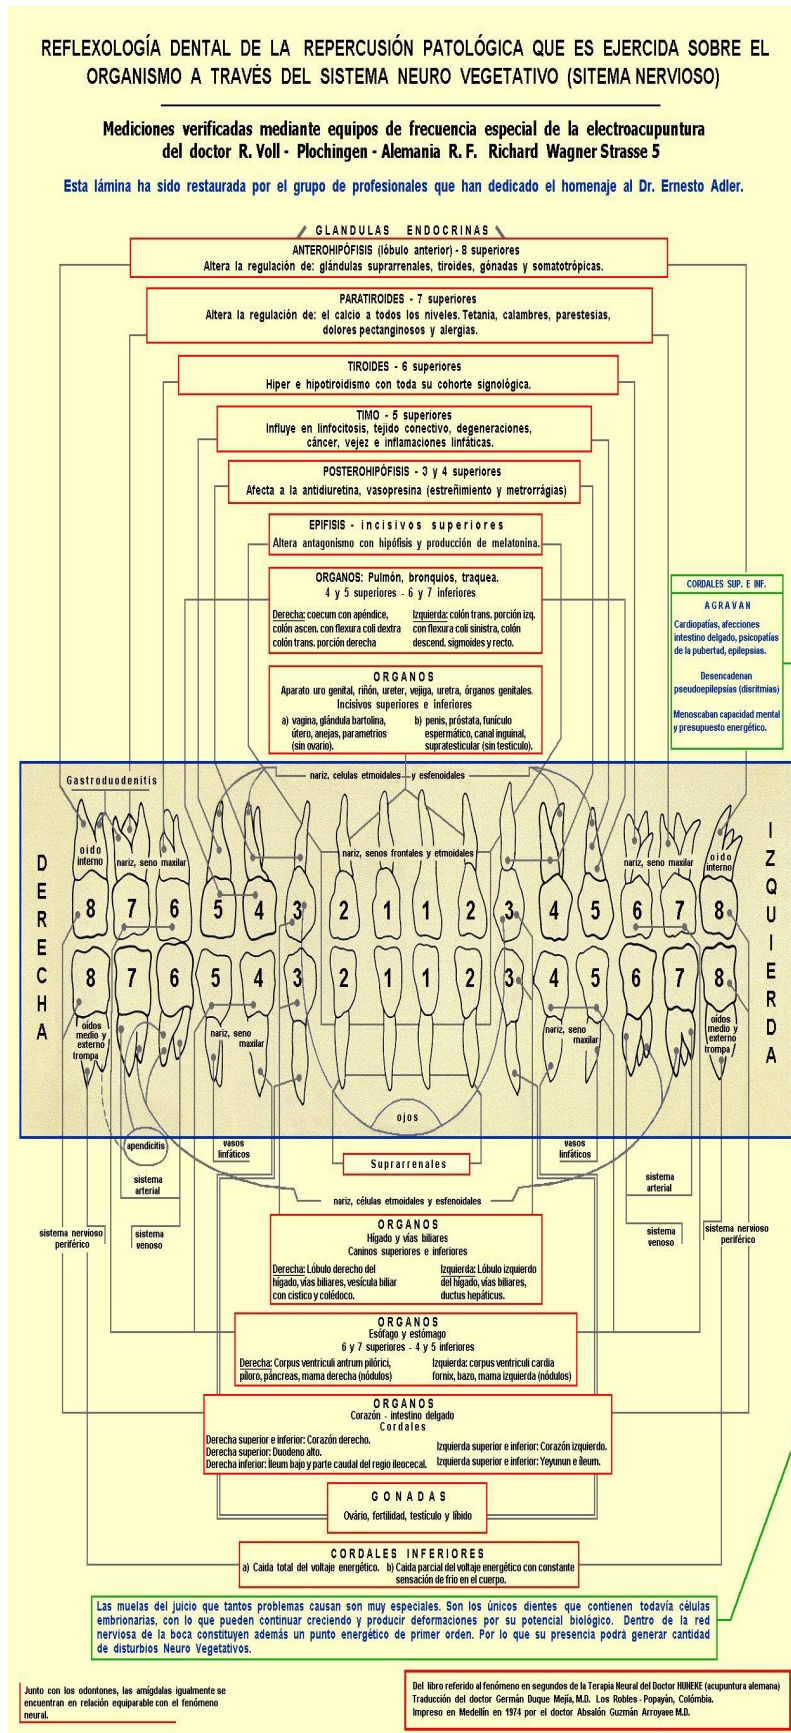 REFLEXOLOGÍA DENTAL DE LA REPERCUSIÓN PATOLÓGICA QUE ES EJERCIDA SOBRE EL
ORGANISMO A TRAVÉS DEL SISTEMA NEURO VEGETATIVO (SITEMA NERVIOSO)
Mediciones verificadas mediante equipos de frecuencia especial de la electroacupuntura
del doctor R. Voll - Plochingen - Alemania R. F. Richard Wagner Strasse 5
Esta lámina ha sido restaurada por el grupo de profesionales que han dedicado el homenaje al Dr. Ernesto Adler.
GLANDULAS ENDOCRINAS
ANTEROHIPÓFISIS (lóbulo anterior) - 8 superiores
Altera la regulación de: glándulas suprarrenales, tiroides, gónadas y somatotrópicas.
PARATIROIDES - 7 superiores
Altera la regulación de: el calcio a todos los niveles. Tetania, calambres, parestesias,
dolores pectanginosos y alergias.
TIROIDES - 6 superiores
Hiper e hipotiroidismo con toda su cohorte signológica.
TIMO - 5 superiores
Influye en linfocitosis, tejido conectivo, degeneraciones,
cáncer, vejez e inflamaciones linfáticas.
POSTEROHIPÓFISIS - 3 y 4 superiores
Afecta a la antidiuretina, vasopresina (estreñimiento y metrorrágias)
EPIFISIS - incisivos superiores
Altera antagonismo con hipófisis y producción de melatonina.
ORGANOS: Pulmón, bronquios, traquea.
4 y 5 superiores - 6 y 7 inferiores
Derecha: coecum con apéndice,
colón ascen. con flexura coli dextra
colón trans. porción derecha
Izquierda: colón trans. porción izq.
con flexura coli sinistra, colón
descend. sigmoides y recto.
CORDALES SUP. E INF.
AGRAVAN
Cardiopatías, afecciones
intestino delgado, psicopatías
de la pubertad, epilepsias.
Desencadenan
pseudoepilepsias (disritmias)
Menoscaban capacidad mental
y presupuesto energético.
ORGANOS
Aparato uro genital, riñón, ureter, vejiga, uretra, órganos genitales.
Incisivos superiores e inferiores
a) vagina, glándula bartolina,
útero, anejas, parametrios
(sin ovario).
b) penis, próstata, funículo
espermático, canal inguinal,
supratesticular (sin testiculo).
Gastroduodenitis
nariz, celulas etmoidales y esfenoidales
DERECHA
IZQUIERDA
oido
interno
nariz, seno maxilar
nariz, senos frontales y etmoidales
nariz, seno maxilar
oido
interno
8 7 6 5 4 3 2 1 1 2 3 4 5 6 7 8
8 7 6 5 4 3 2 1 1 2 3 4 5 6 7 8
oídos
medio y
externo
trompa
nariz, seno
maxilar
nariz, seno
maxilar
oídos
medio y
externo
trompa
ojos
apendicitis
vasos
linfáticos
vasos
linfáticos
Suprarrenales
sistema
arterial
sistema
arterial
nariz, células etmoidales y esfenoidales
sistema nervioso
periférico
sistema
venoso
sistema
venoso
sistema nervioso
periférico
ORGANOS
Hígado y vías biliares
Caninos superiores e inferiores
Derecha: Lóbulo derecho del
hígado, vías biliares, vesícula biliar
con cistico y colédoco.
Izquierda: Lóbulo izquierdo
del hígado, vías biliares,
ductus hepáticus.
ORGANOS
Esófago y estómago
6 y 7 superiores - 4 y 5 inferiores
Derecha: Corpus ventriculi antrum pilórici,
píloro, páncreas, mama derecha (nódulos)
Izquierda: corpus ventriculi cardia
fornix, bazo, mama izquierda (nódulos)
ORGANOS
Corazón - intestino delgado
Cordales
Derecha superior e inferior: Corazón derecho.
Derecha superior: Duodeno alto.
Derecha inferior: Íleum bajo y parte caudal del regio ileocecal.
Izquierda superior e inferior: Corazón izquierdo.
Izquierda superior e inferior: Yeyunun e íleum.
GONADAS
Ovário, fertilidad, testículo y líbido
CORDALES INFERIORES
a) Caida total del voltaje energético. b) Caida parcial del voltaje energético con constante
sensación de frio en el cuerpo.
Las muelas del juicio que tantos problemas causan son muy especiales. Son los únicos dientes que contienen todavía células
embrionarias, con lo que pueden continuar creciendo y producir deformaciones por su potencial biológico. Dentro de la red
nerviosa de la boca constituyen además un punto energético de primer orden. Por lo que su presencia podrà generar cantidad
de disturbios Neuro Vegetativos.
Junto con los odontones, las amígdalas igualmente se
encuentran en relación equiparable con el fenómeno
neural.
Del libro referido al fenómeno en segundos de la Terapia Neural del Doctor HUNEKE (acupuntura alemana)
Traducción del doctor Germán Duque Mejía, M.D. Los Robles - Popayán, Colómbia.
Impreso en Medellín en 1974 por el doctor Absalón Guzmán Arroyave M.D.